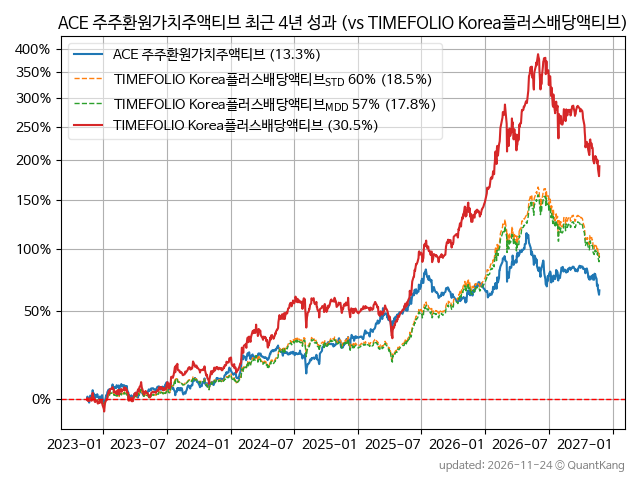 ACE 주주환원가치주액티브 최근 4년 성과 (vs TIMEFOLIO Korea플러스배당액티브)
400%
350%
300%
250%
200%
150%
100%
50%
0%
ACE 주주환원가치주액티브 (13.3%)
TIMEFOLIO Korea플러스배당액티브STD 60% (18.5%)
TIMEFOLIO Korea플러스배당액티브MDD 57% (17.8%)
TIMEFOLIO Korea플러스배당액티브 (30.5%)
2023-01 2023-07 2024-01 2024-07 2025-01 2025-07 2026-01 2026-07 2027-01
updated: 2026-11-24 © QuantKang